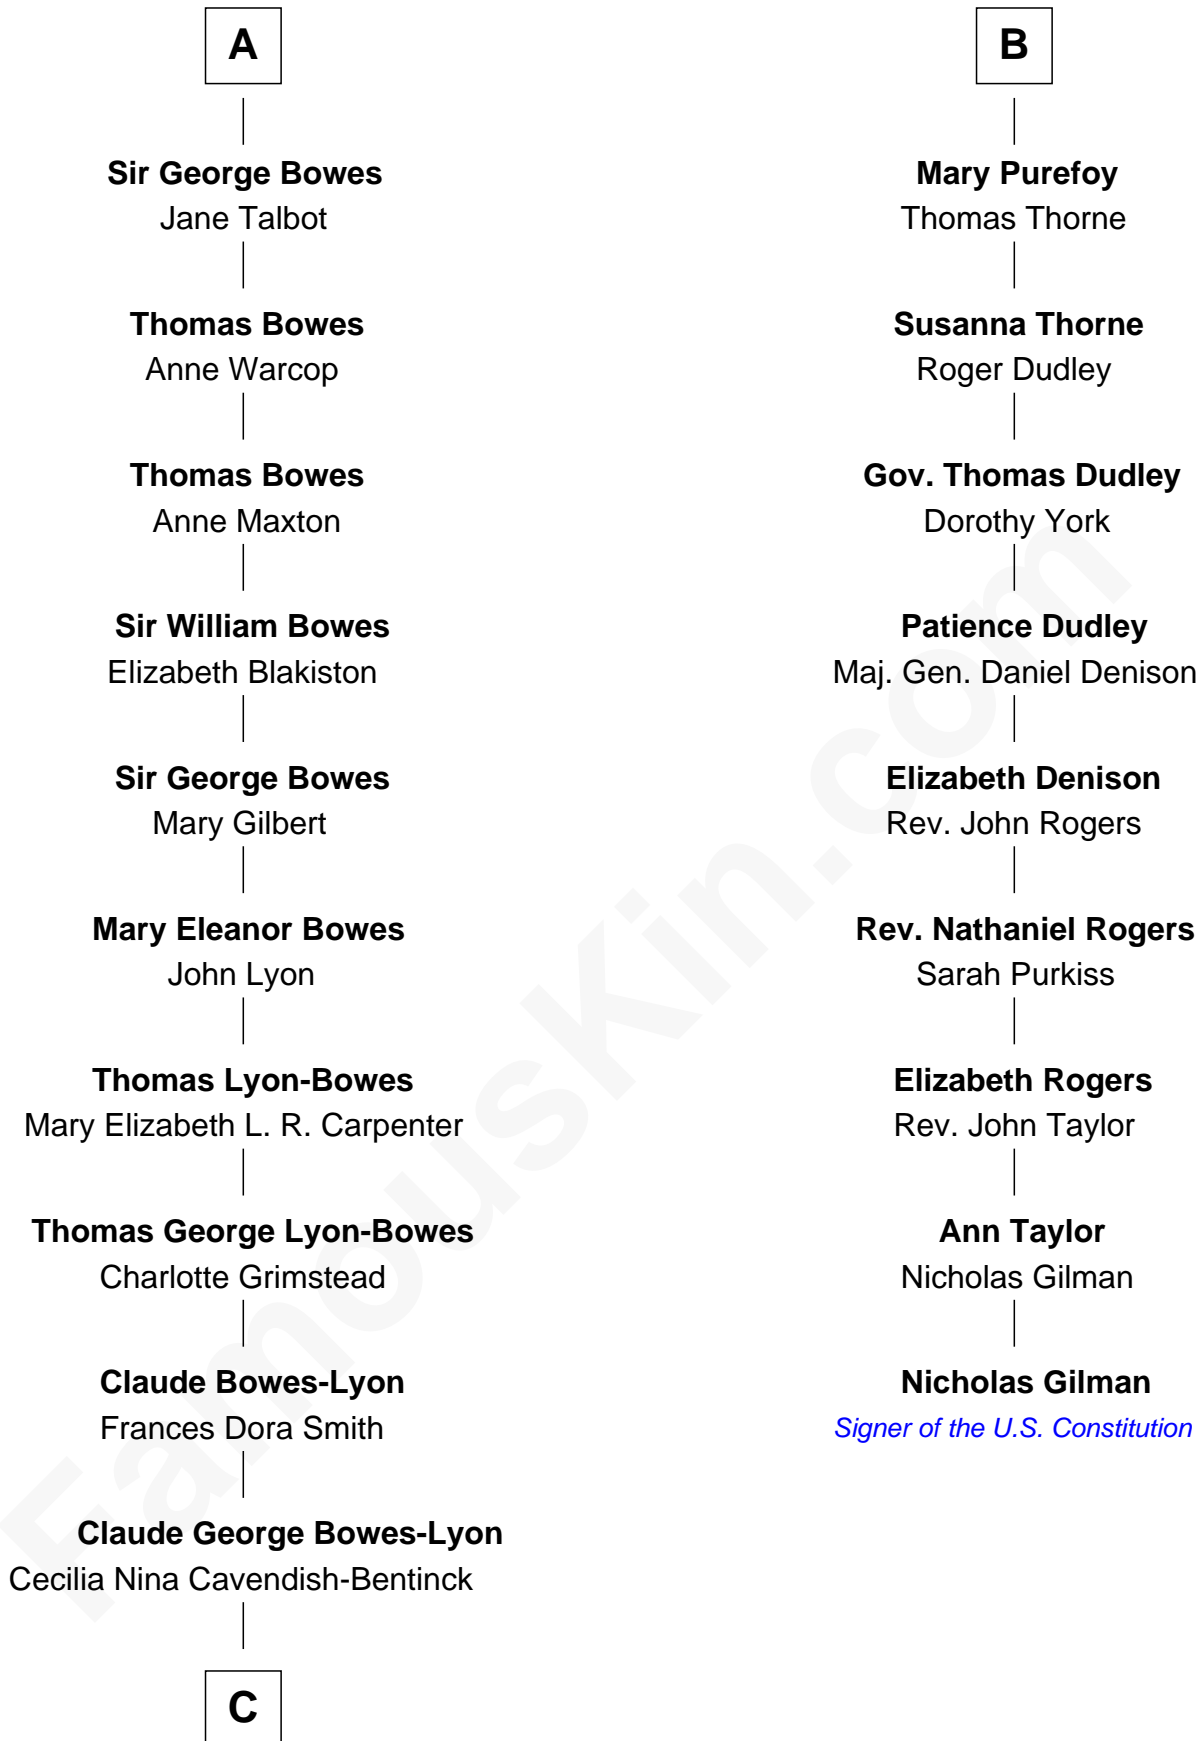 A
Sir George Bowes
Jane Talbot
Thomas Bowes
Anne Warcop
Thomas Bowes
Anne Maxton
Sir William Bowes
Elizabeth Blakiston
Sir George Bowes
Mary Gilbert
Mary Eleanor Bowes
John Lyon
Thomas Lyon-Bowes
Mary Elizabeth L. R. Carpenter
Thomas George Lyon-Bowes
Charlotte Grimstead
Claude Bowes-Lyon
Frances Dora Smith
Claude George Bowes-Lyon
Cecilia Nina Cavendish-Bentinck
C
B
Mary Purefoy
Thomas Thorne
Susanna Thorne
Roger Dudley
Gov. Thomas Dudley
Dorothy York
Patience Dudley
Maj. Gen. Daniel Denison
Elizabeth Denison
Rev. John Rogers
Rev. Nathaniel Rogers
Sarah Purkiss
Elizabeth Rogers
Rev. John Taylor
Ann Taylor
Nicholas Gilman
Nicholas Gilman
Signer of the U.S. Constitution
FamousKin.com